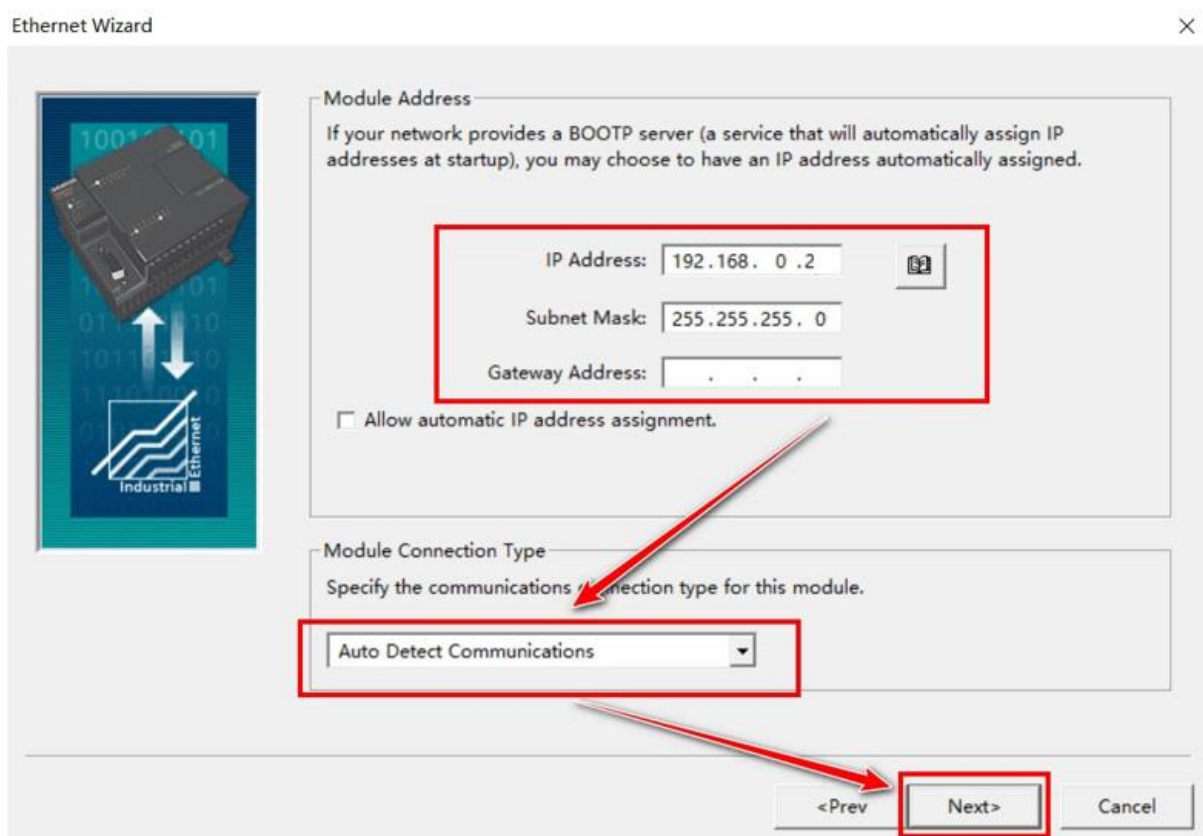 Ethernet Wizard
Module Address
If your network provides a BOOTP server (a service that will automatically assign IP
addresses at startup), you may choose to have an IP address automatically assigned.
IP Address: 192.168. 0 .2
Subnet Mask: 255.255.255. 0
Gateway Address: . . .
Allow automatic IP address assignment.
Industrial Ethernet
Module Connection Type
Specify the communications type for this module.
Auto Detect Communications
<Prev
Next>
Cancel